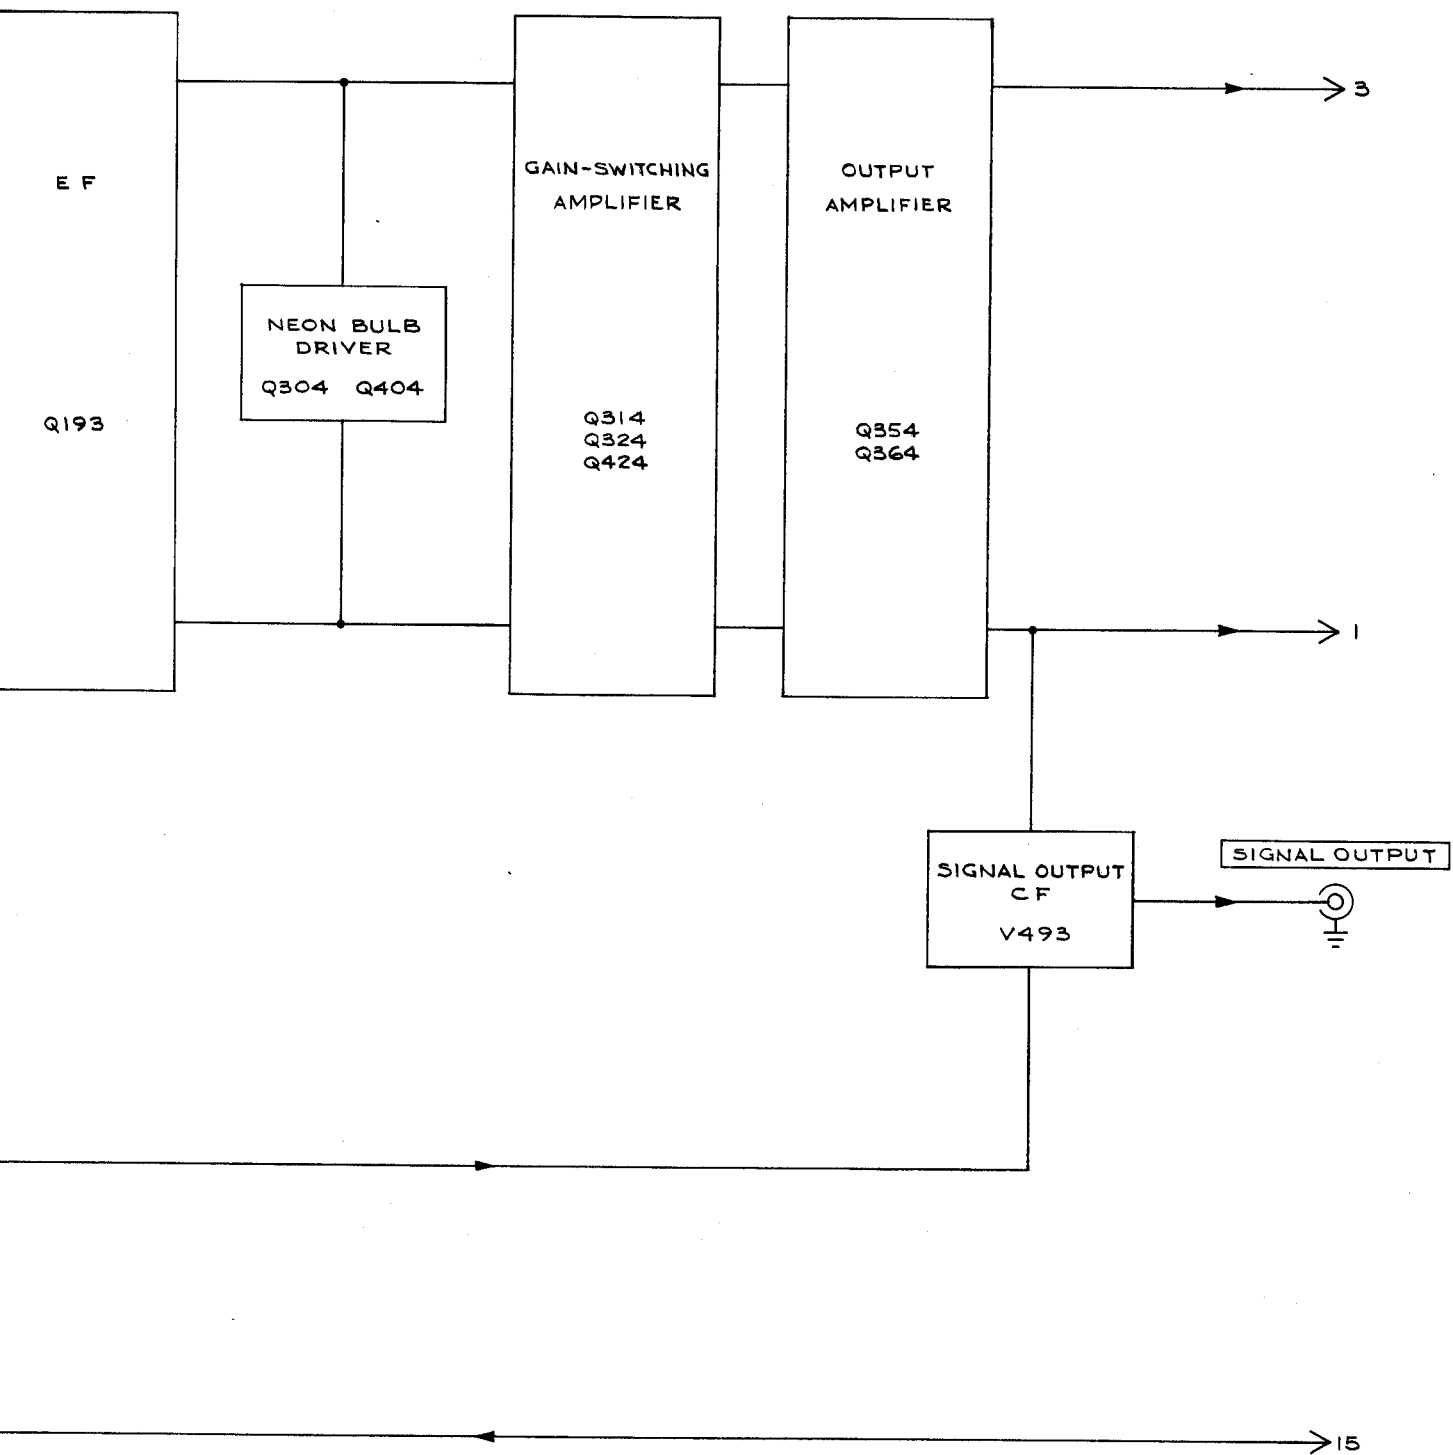 3
E F
GAIN-SWITCHING
AMPLIFIER
OUTPUT
AMPLIFIER
NEON BULB
DRIVER
Q304 Q404
Q193
Q314
Q324
Q424
Q354
Q364
1
SIGNAL OUTPUT
CF
V493
SIGNAL OUTPUT
15